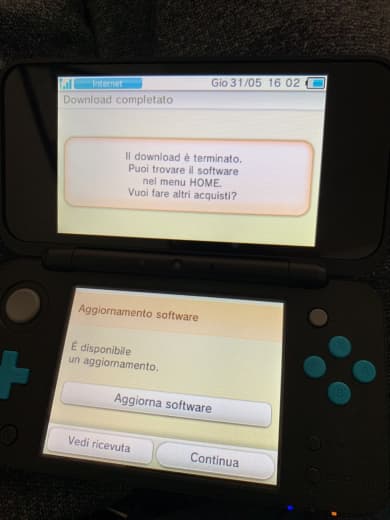 Internet
Gio 31/05 16 02
Download completato
Il download è terminato.
Puoi trovare il software
nel menu HOME.
Vuoi fare altri acquisti?
Aggiornamento software
É disponibile
un aggiornamento.
Aggiorna software
Vedi ricevuta
Continua